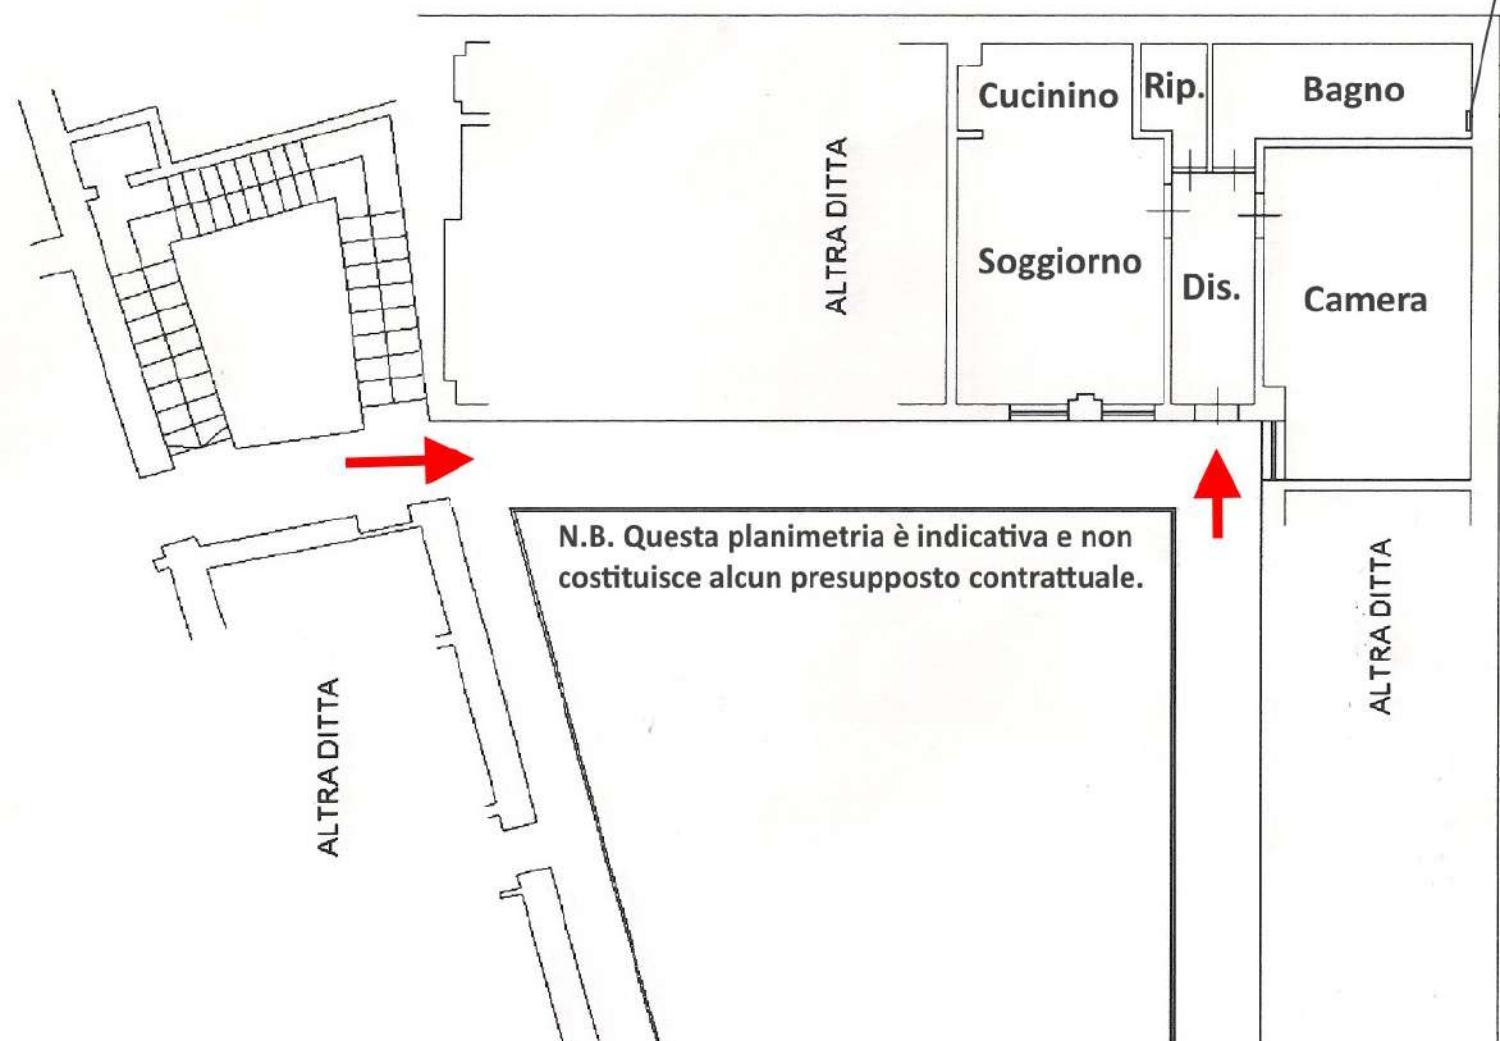 Cucinino
Rip.
Bagno
ALTRA DITTA
Soggiorno
Dis.
Camera
N.B. Questa planimetria è indicativa e non
costituisce alcun presupposto contrattuale.
ALTRA DITTA
ALTRA DITTA